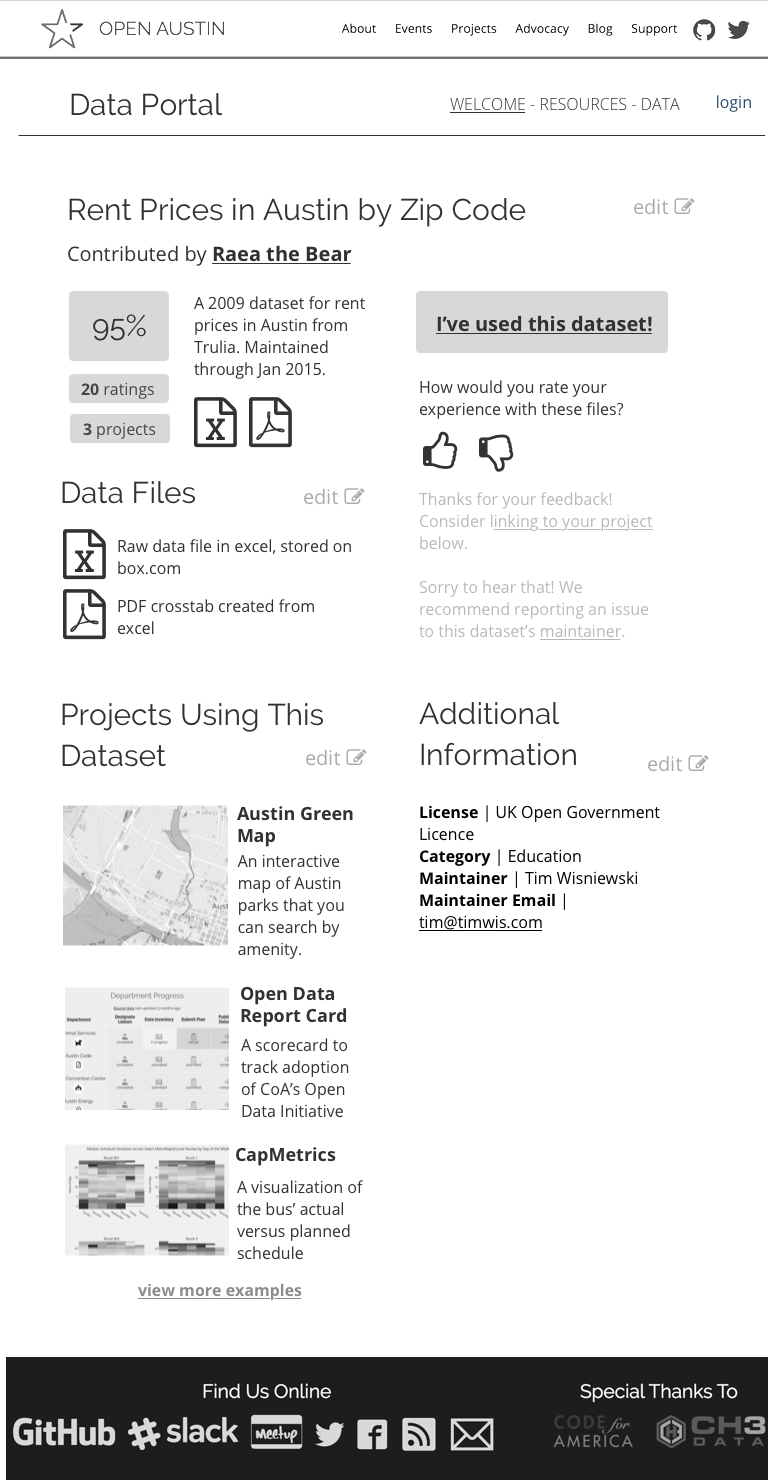 OPEN AUSTIN
About Events Projects Advocacy Blog Support
Data Portal
WELCOME - RESOURCES - DATA
login
Rent Prices in Austin by Zip Code
edit
Contributed by Raea the Bear
95%
20 ratings
3 projects
A 2009 dataset for rent
prices in Austin from
Trulia. Maintained
through Jan 2015.
I’ve used this dataset!
How would you rate your
experience with these files?
Thanks for your feedback!
Consider linking to your project
below.
Sorry to hear that! We
recommend reporting an issue
to this dataset’s maintainer.
Data Files
edit
X
Raw data file in excel, stored on
box.com
PDF crosstab created from
excel
Projects Using This
Dataset
edit
Austin Green
Map
An interactive
map of Austin
parks that you
can search by
amenity.
Department Progress
Open Data
Report Card
A scorecard to
track adoption
of CoA’s Open
Data Initiative
CapMetrics
A visualization of
the bus’ actual
versus planned
schedule
view more examples
Additional
Information
edit
License | UK Open Government
Licence
Category | Education
Maintainer | Tim Wisniewski
Maintainer Email |
tim@timwis.com
Find Us Online
GitHub slack Meetup
Special Thanks To
CODE for
AMERICA
CH3
DATA